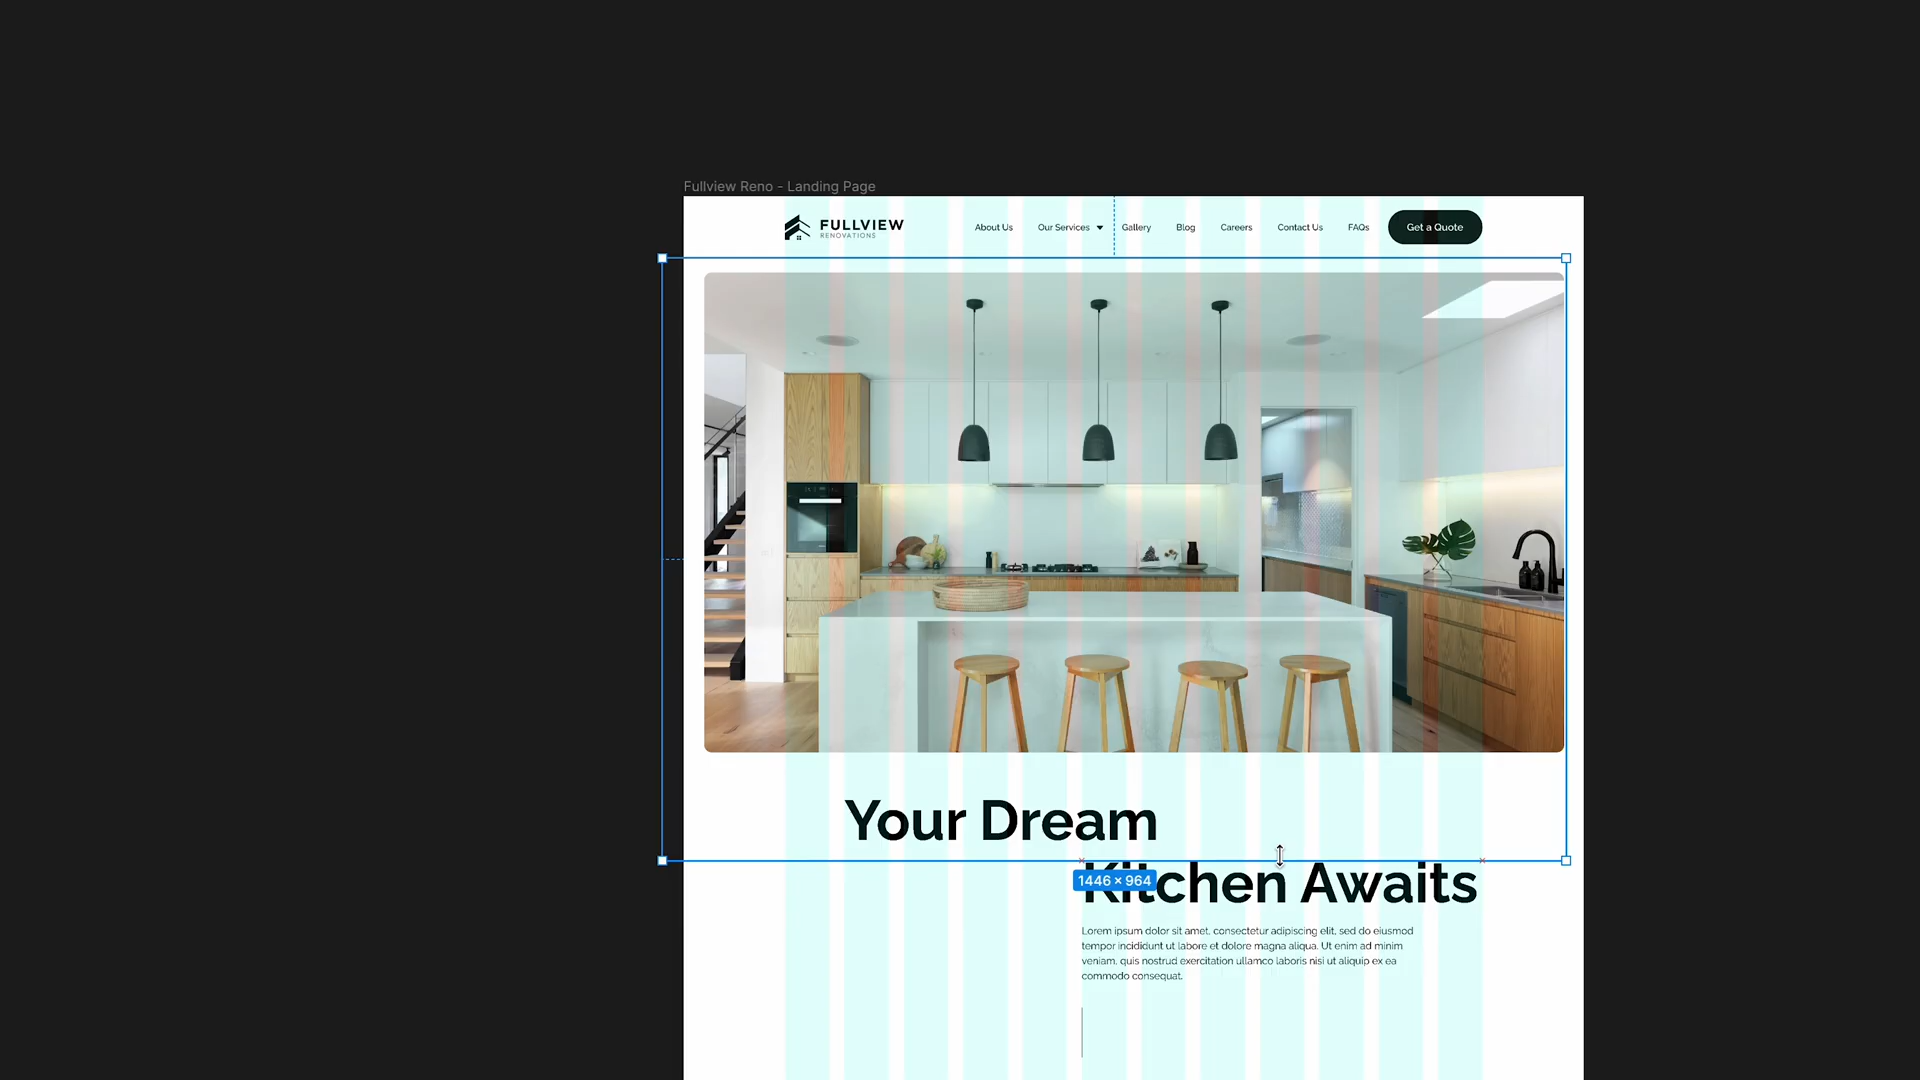 Fullview Reno - Landing Page
FULLVIEW
RENOVATIONS
About Us
Our Services
Gallery
Blog
Careers
Contact Us
FAQs
Get a Quote
Your Dream
Kitchen Awaits
1446 × 964
Lorem ipsum dolor sit amet, consectetur adipiscing elit, sed do eiusmod
tempor incididunt ut labore et dolore magna aliqua. Ut enim ad minim
veniam, quis nostrud exercitation ullamco laboris nisi ut aliquip ex ea
commodo consequat.